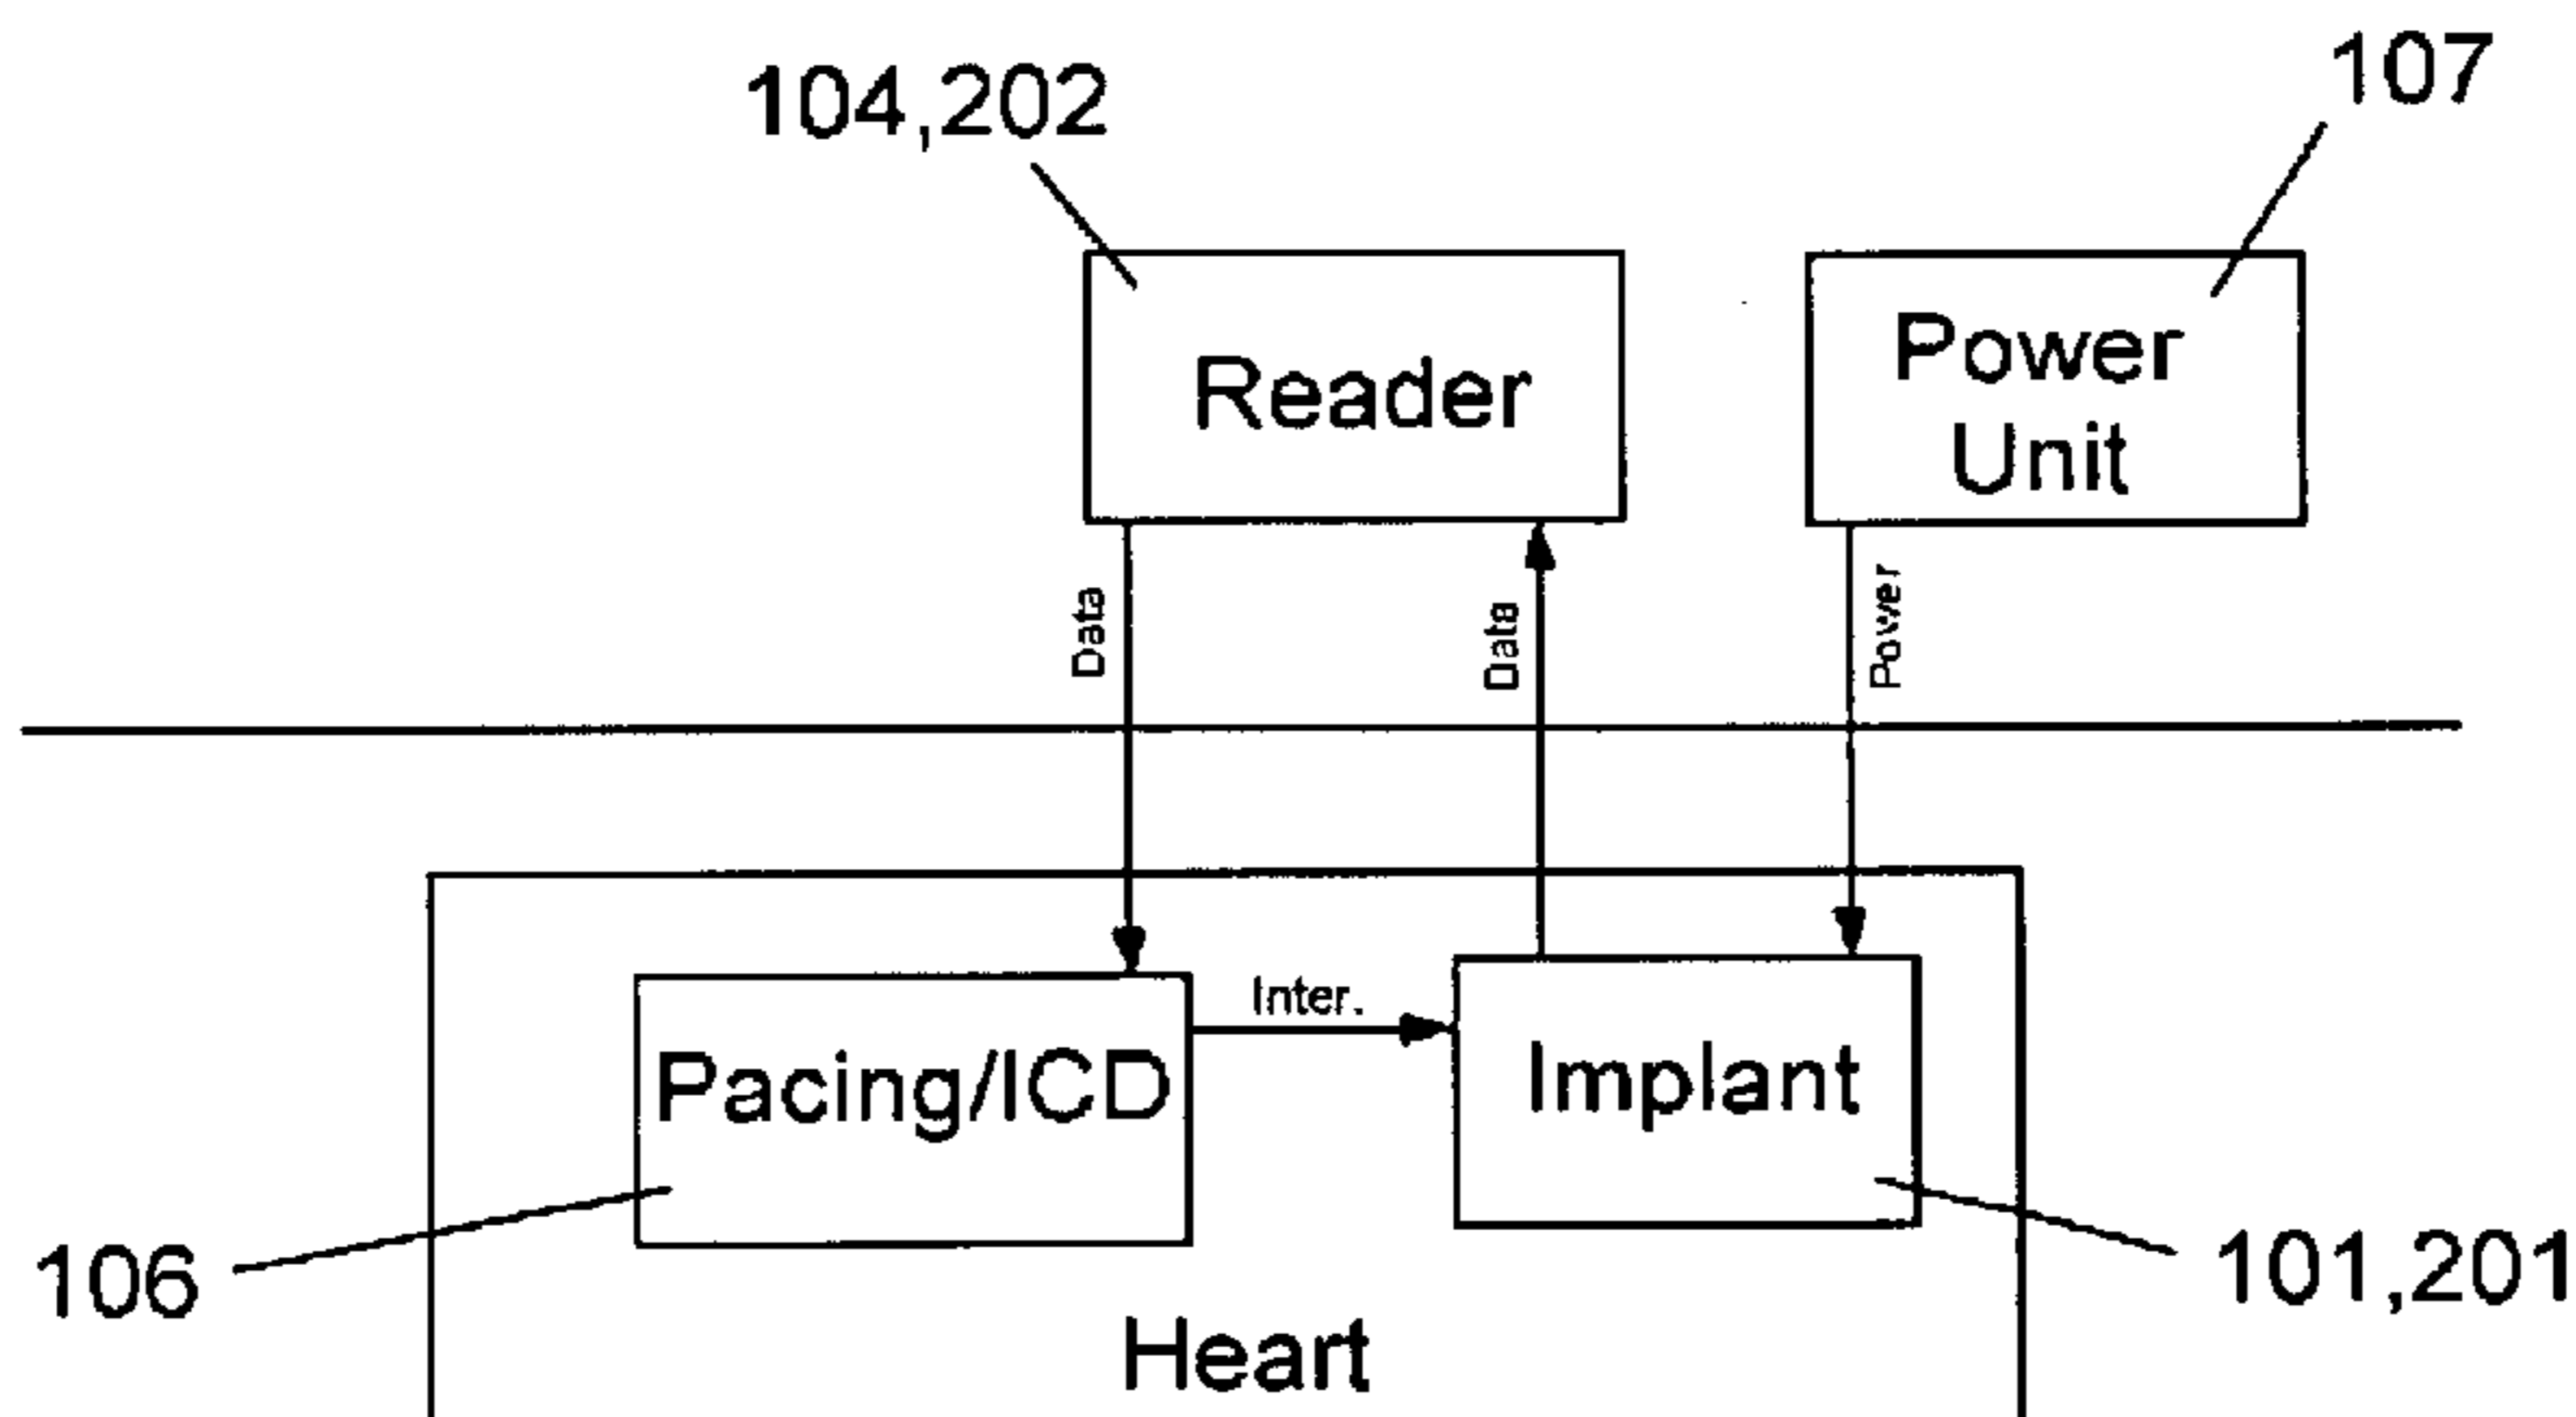 107
104,202
Reader
Power
Unit
Data
Data
Power
Inter.
Pacing/ICD
Implant
106
101,201
Heart